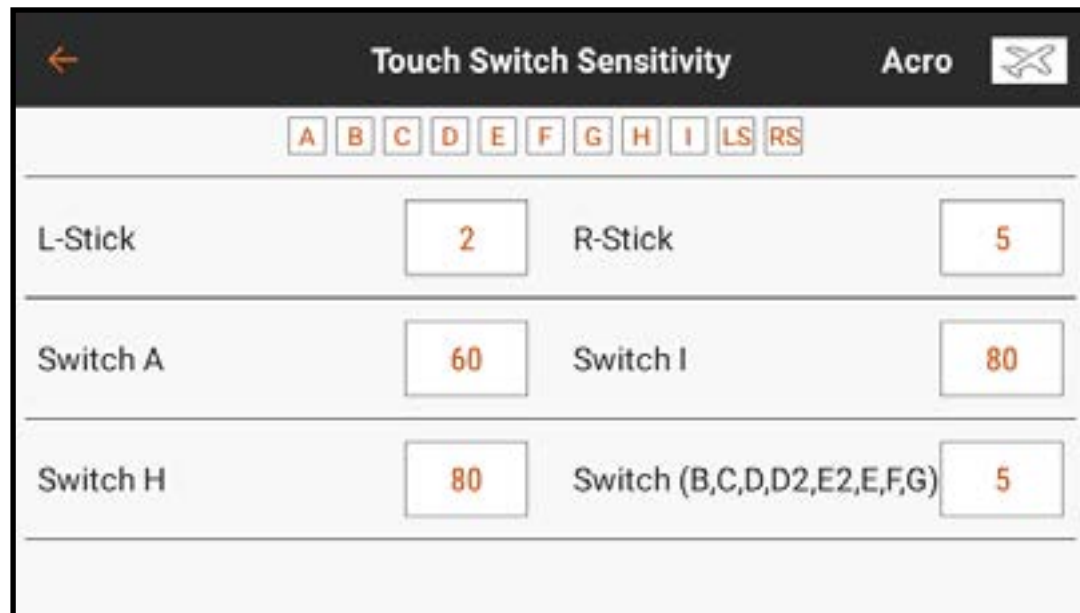 ← Touch Switch Sensitivity Acro
A B C D E F G H I LS RS
L-Stick 2 R-Stick 5
Switch A 60 Switch I 80
Switch H 80 Switch (B,C,D,D2,E2,E,F,G) 5